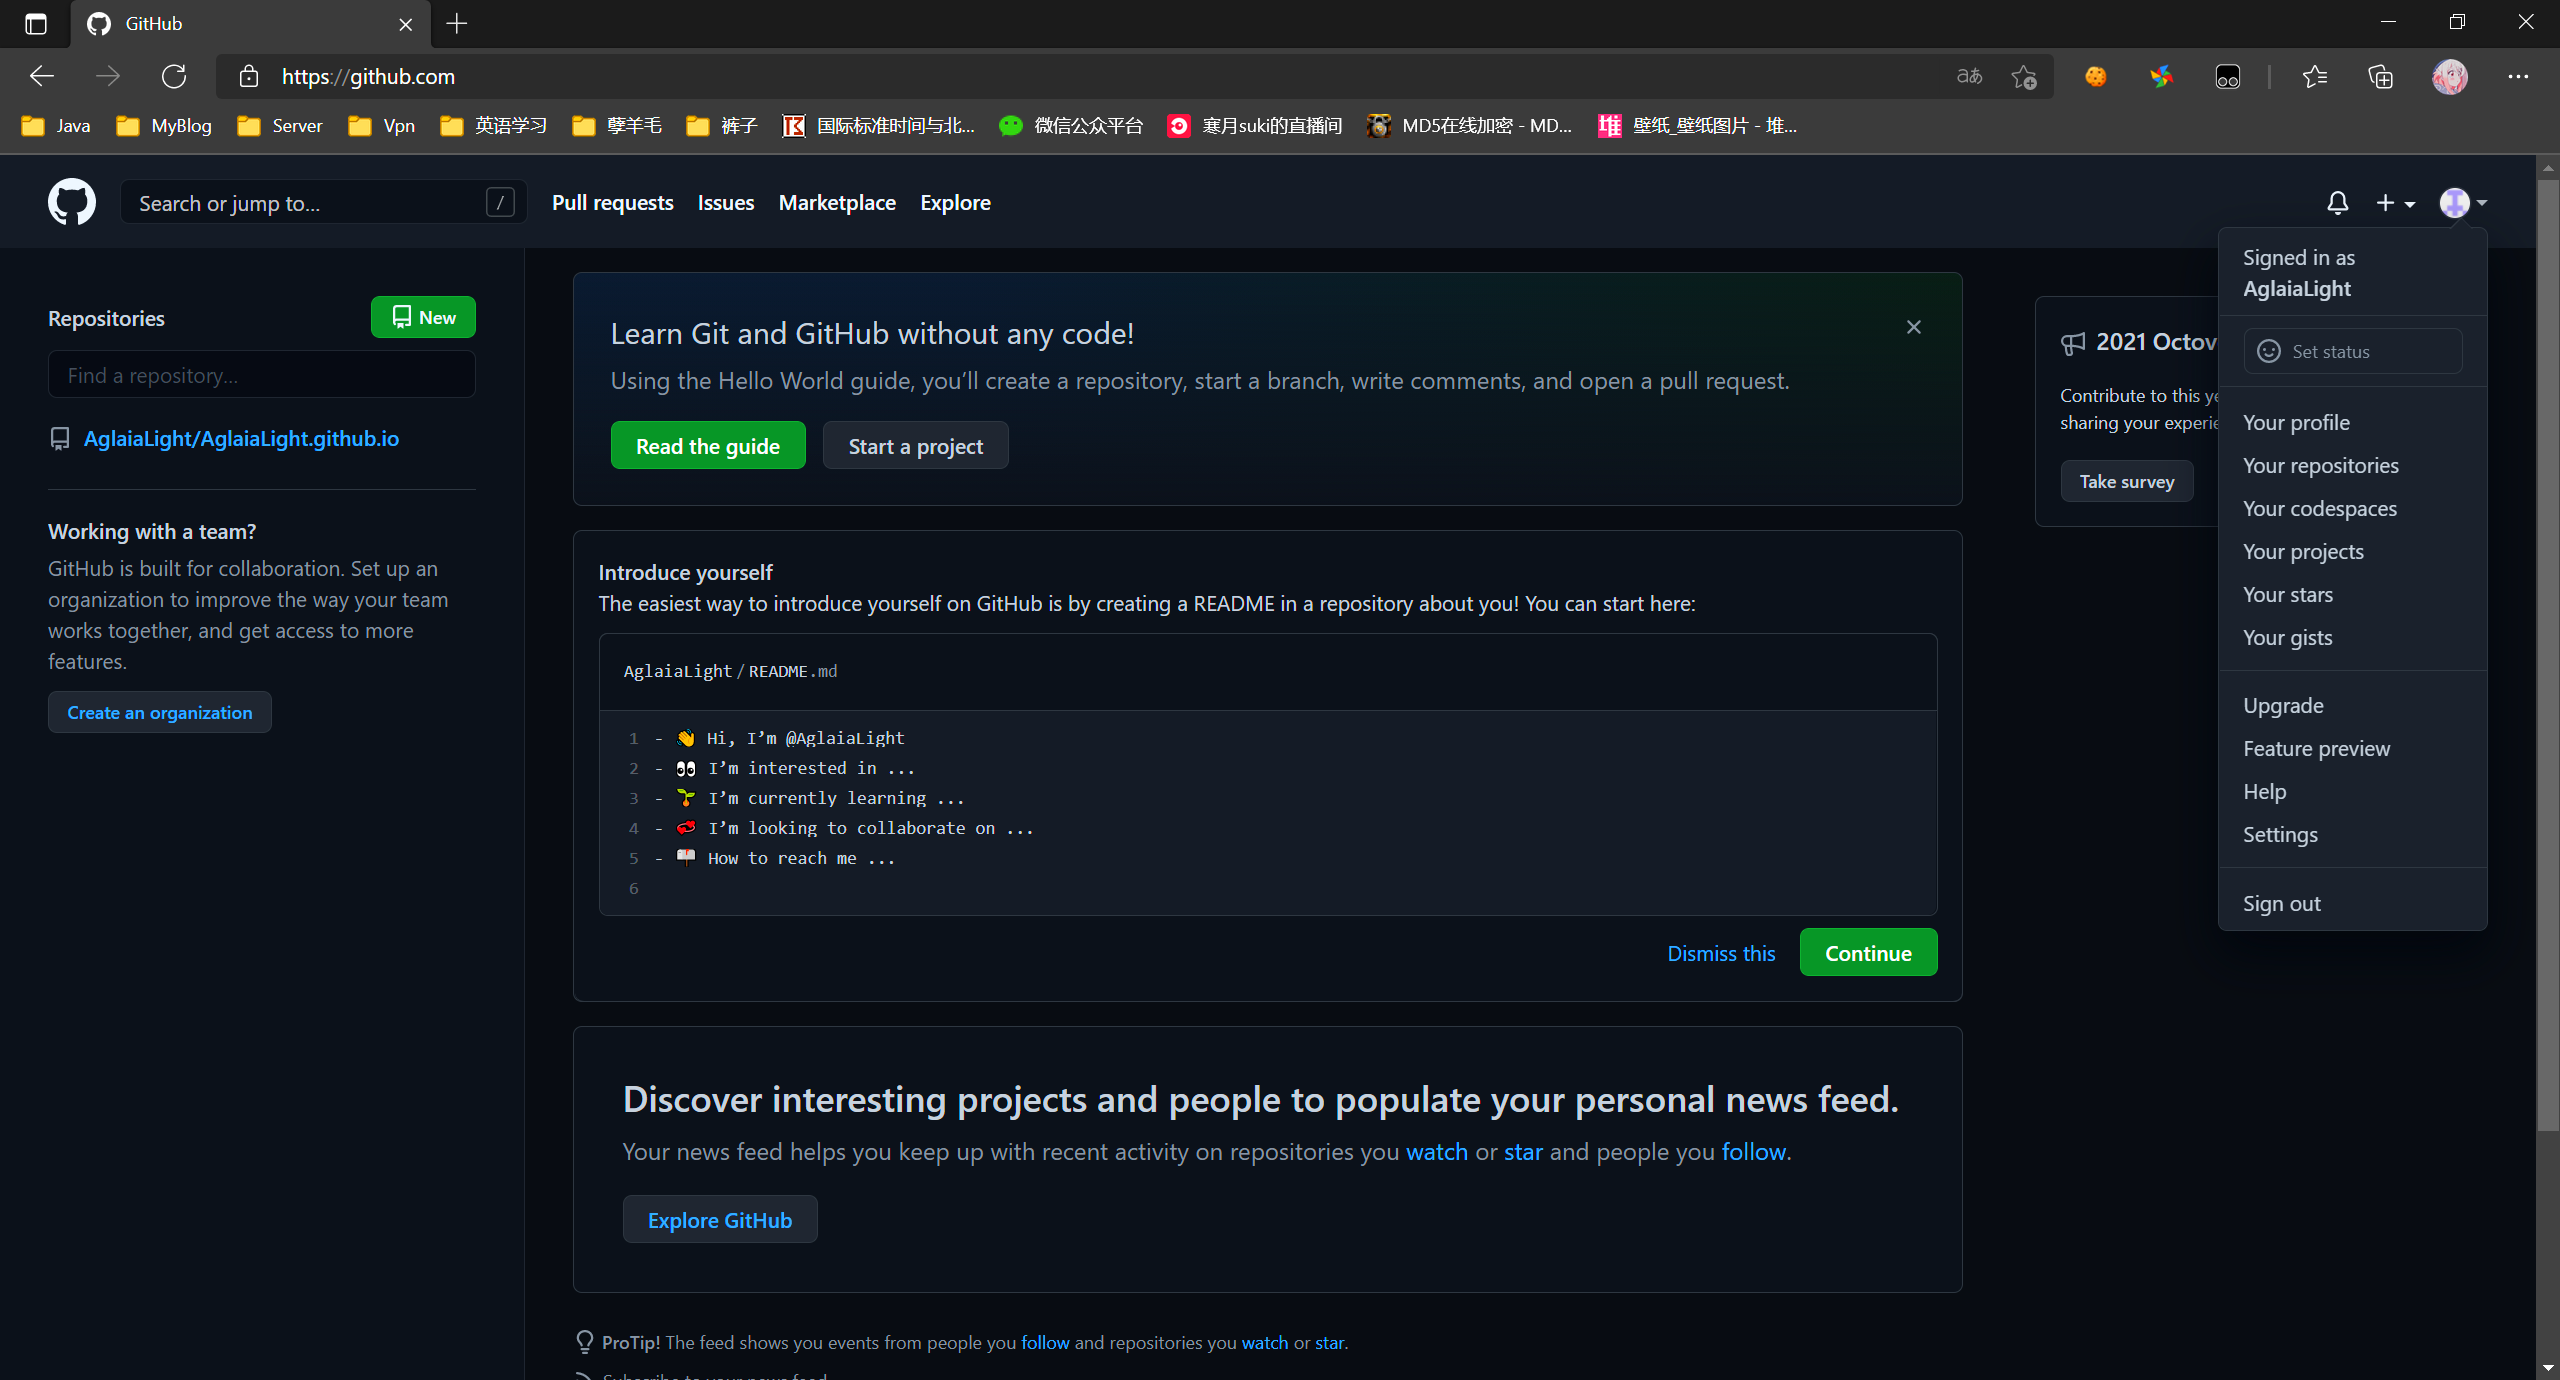 GitHub
https://github.com
aあ
Java
MyBlog
Server
Vpn
英语学习
孽羊毛
裤子
国际标准时间与北...
微信公众平台
寒月suki的直播间
MD5在线加密 - MD...
堆
壁纸_壁纸图片 - 堆...
Search or jump to...
/
Pull requests
Issues
Marketplace
Explore
Signed in as
AglaiaLight
Set status
Your profile
Your repositories
Your codespaces
Your projects
Your stars
Your gists
Upgrade
Feature preview
Help
Settings
Sign out
Repositories
New
Find a repository...
AglaiaLight/AglaiaLight.github.io
Working with a team?
GitHub is built for collaboration. Set up an
organization to improve the way your team
works together, and get access to more
features.
Create an organization
Learn Git and GitHub without any code!
Using the Hello World guide, you’ll create a repository, start a branch, write comments, and open a pull request.
Read the guide
Start a project
Introduce yourself
The easiest way to introduce yourself on GitHub is by creating a README in a repository about you! You can start here:
AglaiaLight / README.md
1 - 👋 Hi, I’m @AglaiaLight
2 - 👀 I’m interested in ...
3 - 🌱 I’m currently learning ...
4 - 💞️ I’m looking to collaborate on ...
5 - 📫 How to reach me ...
6
Dismiss this
Continue
Discover interesting projects and people to populate your personal news feed.
Your news feed helps you keep up with recent activity on repositories you watch or star and people you follow.
Explore GitHub
ProTip! The feed shows you events from people you follow and repositories you watch or star.
Subscribe to your news feed
2021 Octov
Contribute to this ye
sharing your experie
Take survey